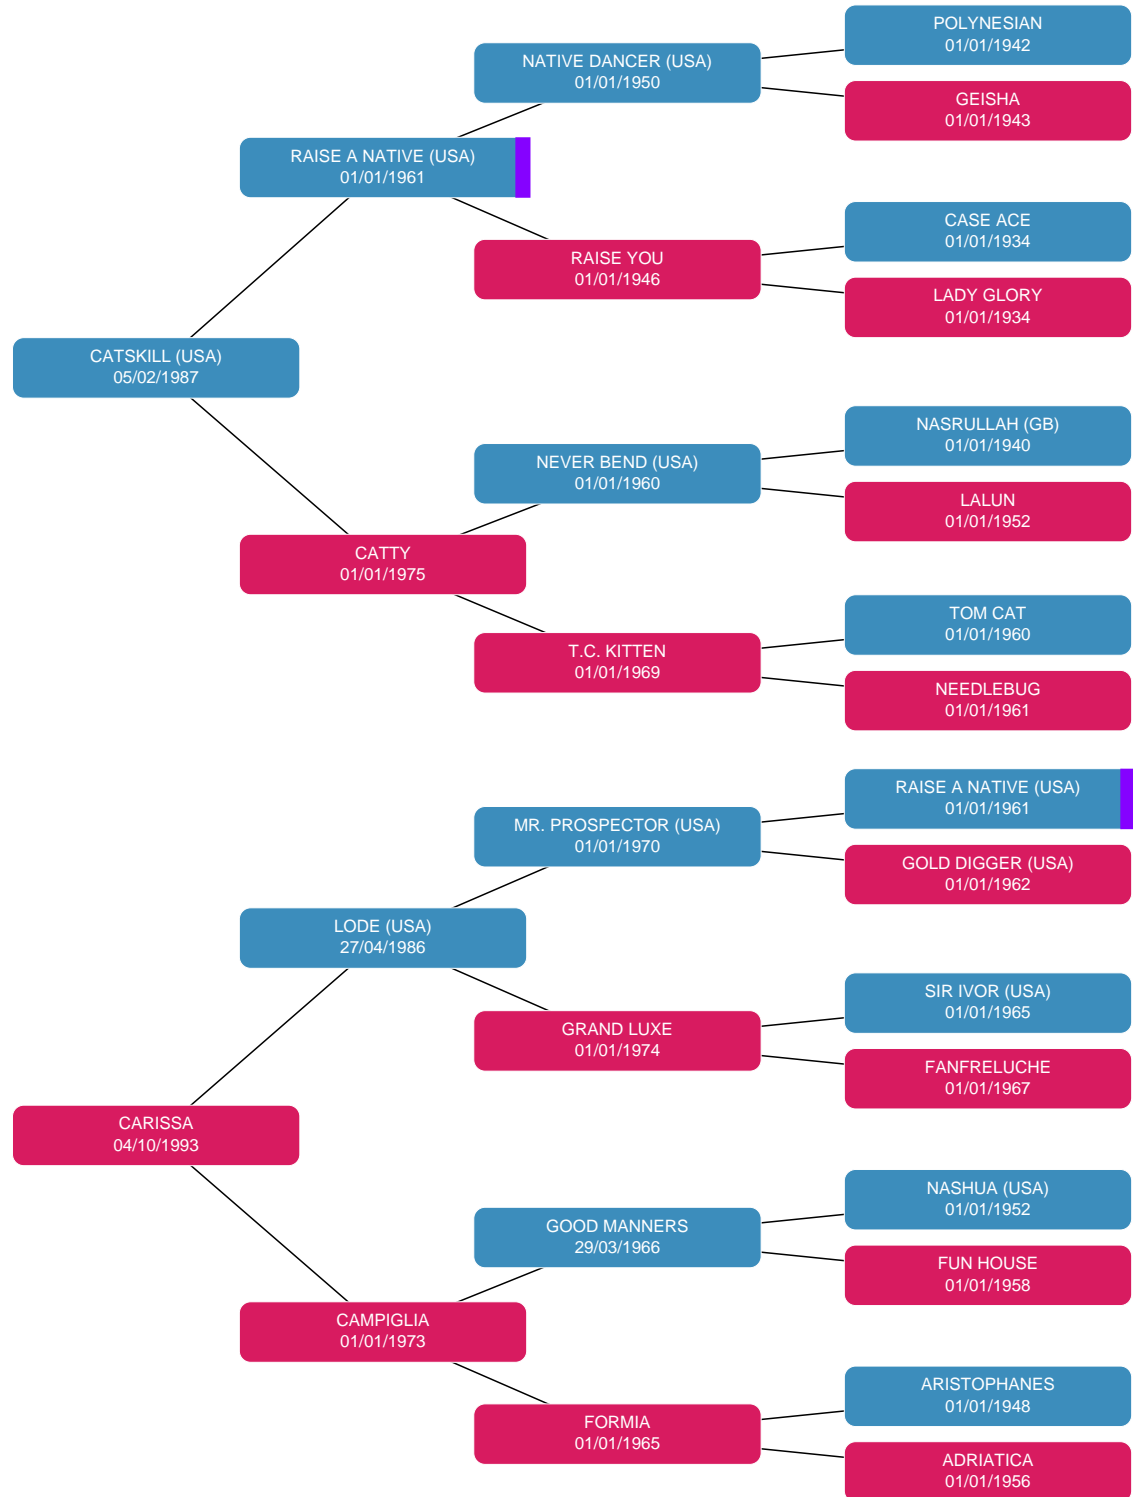 POLYNESIAN
01/01/1942
NATIVE DANCER (USA)
01/01/1950
GEISHA
01/01/1943
RAISE A NATIVE (USA)
01/01/1961
CASE ACE
01/01/1934
RAISE YOU
01/01/1946
LADY GLORY
01/01/1934
CATSKILL (USA)
05/02/1987
NASRULLAH (GB)
01/01/1940
NEVER BEND (USA)
01/01/1960
LALUN
01/01/1952
CATTY
01/01/1975
TOM CAT
01/01/1960
T.C. KITTEN
01/01/1969
NEEDLEBUG
01/01/1961
RAISE A NATIVE (USA)
01/01/1961
MR. PROSPECTOR (USA)
01/01/1970
GOLD DIGGER (USA)
01/01/1962
LODE (USA)
27/04/1986
SIR IVOR (USA)
01/01/1965
GRAND LUXE
01/01/1974
FANFRELUCHE
01/01/1967
CARISSA
04/10/1993
NASHUA (USA)
01/01/1952
GOOD MANNERS
29/03/1966
FUN HOUSE
01/01/1958
CAMPIGLIA
01/01/1973
ARISTOPHANES
01/01/1948
FORMIA
01/01/1965
ADRIATICA
01/01/1956